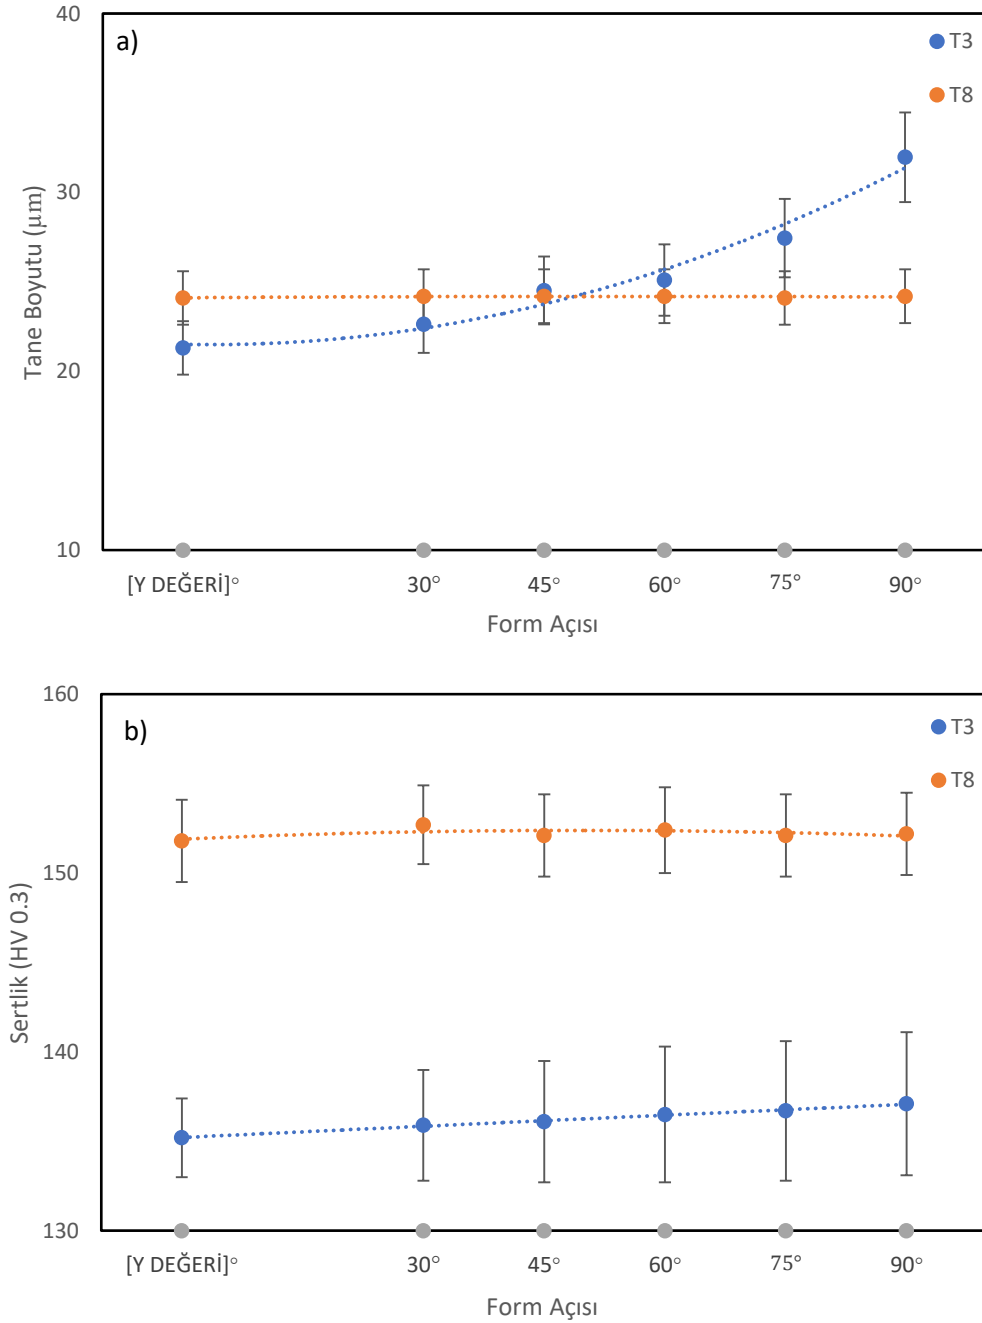 a)
T3
T8
40
30
20
10
Tane Boyutu (μm)
[Y DEĞERİ]° 30° 45° 60° 75° 90°
Form Açısı
b)
T3
T8
160
150
140
130
Sertlik (HV 0.3)
[Y DEĞERİ]° 30° 45° 60° 75° 90°
Form Açısı